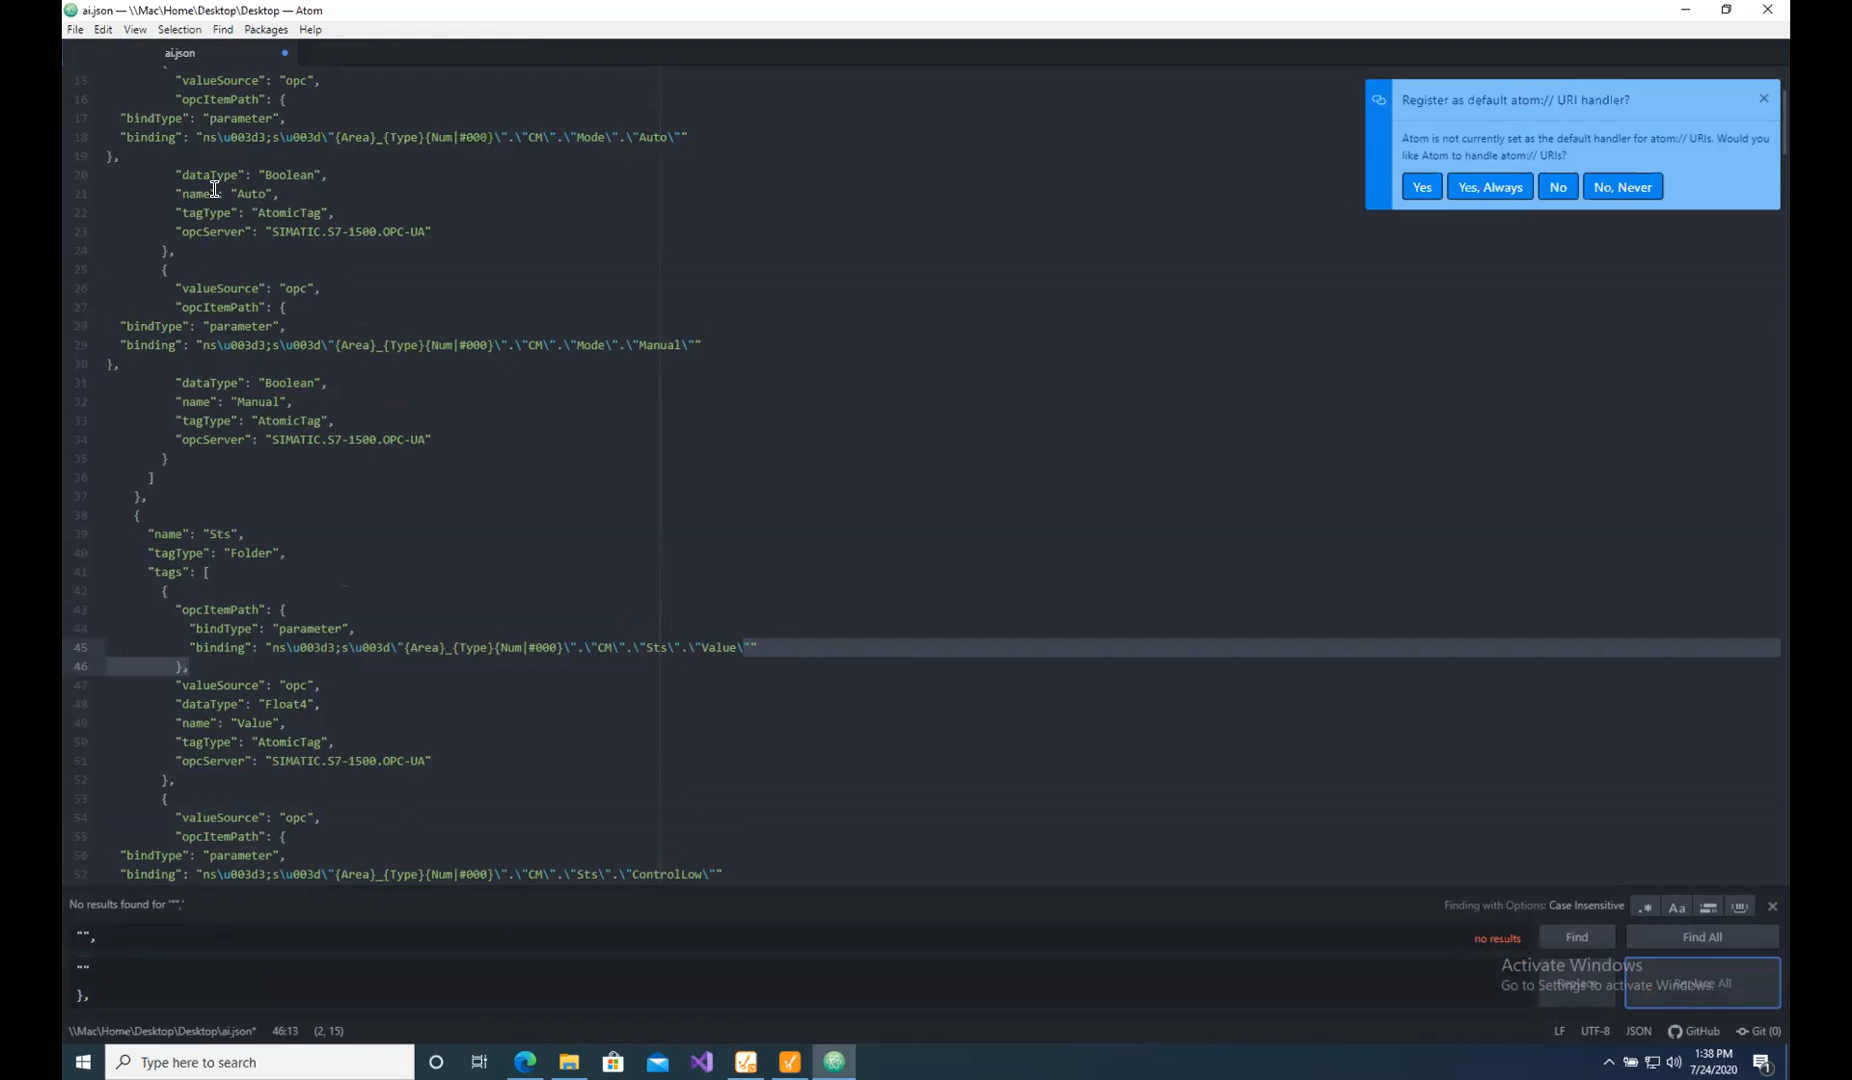 ai.json — \\Mac\Home\Desktop\Desktop — Atom
File Edit View Selection Find Packages Help
ai.json
15 "valueSource": "opc",
16 "opcItemPath": {
17 "bindType": "parameter",
18 "binding": "ns\u003d3;s\u003d\"{Area}_{Type}{Num|#000}\".\"CM\".\"Mode\".\"Auto\""
19 },
20 "dataType": "Boolean",
21 "name": "Auto",
22 "tagType": "AtomicTag",
23 "opcServer": "SIMATIC.S7-1500.OPC-UA"
24 },
25 {
26 "valueSource": "opc",
27 "opcItemPath": {
28 "bindType": "parameter",
29 "binding": "ns\u003d3;s\u003d\"{Area}_{Type}{Num|#000}\".\"CM\".\"Mode\".\"Manual\""
30 },
31 "dataType": "Boolean",
32 "name": "Manual",
33 "tagType": "AtomicTag",
34 "opcServer": "SIMATIC.S7-1500.OPC-UA"
35 }
36 ]
37 },
38 {
39 "name": "Sts",
40 "tagType": "Folder",
41 "tags": [
42 {
43 "opcItemPath": {
44 "bindType": "parameter",
45 "binding": "ns\u003d3;s\u003d\"{Area}_{Type}{Num|#000}\".\"CM\".\"Sts\".\"Value\""
46 },
47 "valueSource": "opc",
48 "dataType": "Float4",
49 "name": "Value",
50 "tagType": "AtomicTag",
51 "opcServer": "SIMATIC.S7-1500.OPC-UA"
52 },
53 {
54 "valueSource": "opc",
55 "opcItemPath": {
56 "bindType": "parameter",
57 "binding": "ns\u003d3;s\u003d\"{Area}_{Type}{Num|#000}\".\"CM\".\"Sts\".\"ControlLow\""
Register as default atom:// URI handler?
Atom is not currently set as the default handler for atom:// URIs. Would you
like Atom to handle atom:// URIs?
Yes Yes, Always No No, Never
No results found for '"",'
Finding with Options: Case Insensitive .* Aa
"",
no results Find Find All
""
},
Replace Replace All
Activate Windows
Go to Settings to activate Windows.
\\Mac\Home\Desktop\Desktop\ai.json* 46:13 (2, 15)
LF UTF-8 JSON GitHub Git (0)
Type here to search
1:38 PM
7/24/2020
1